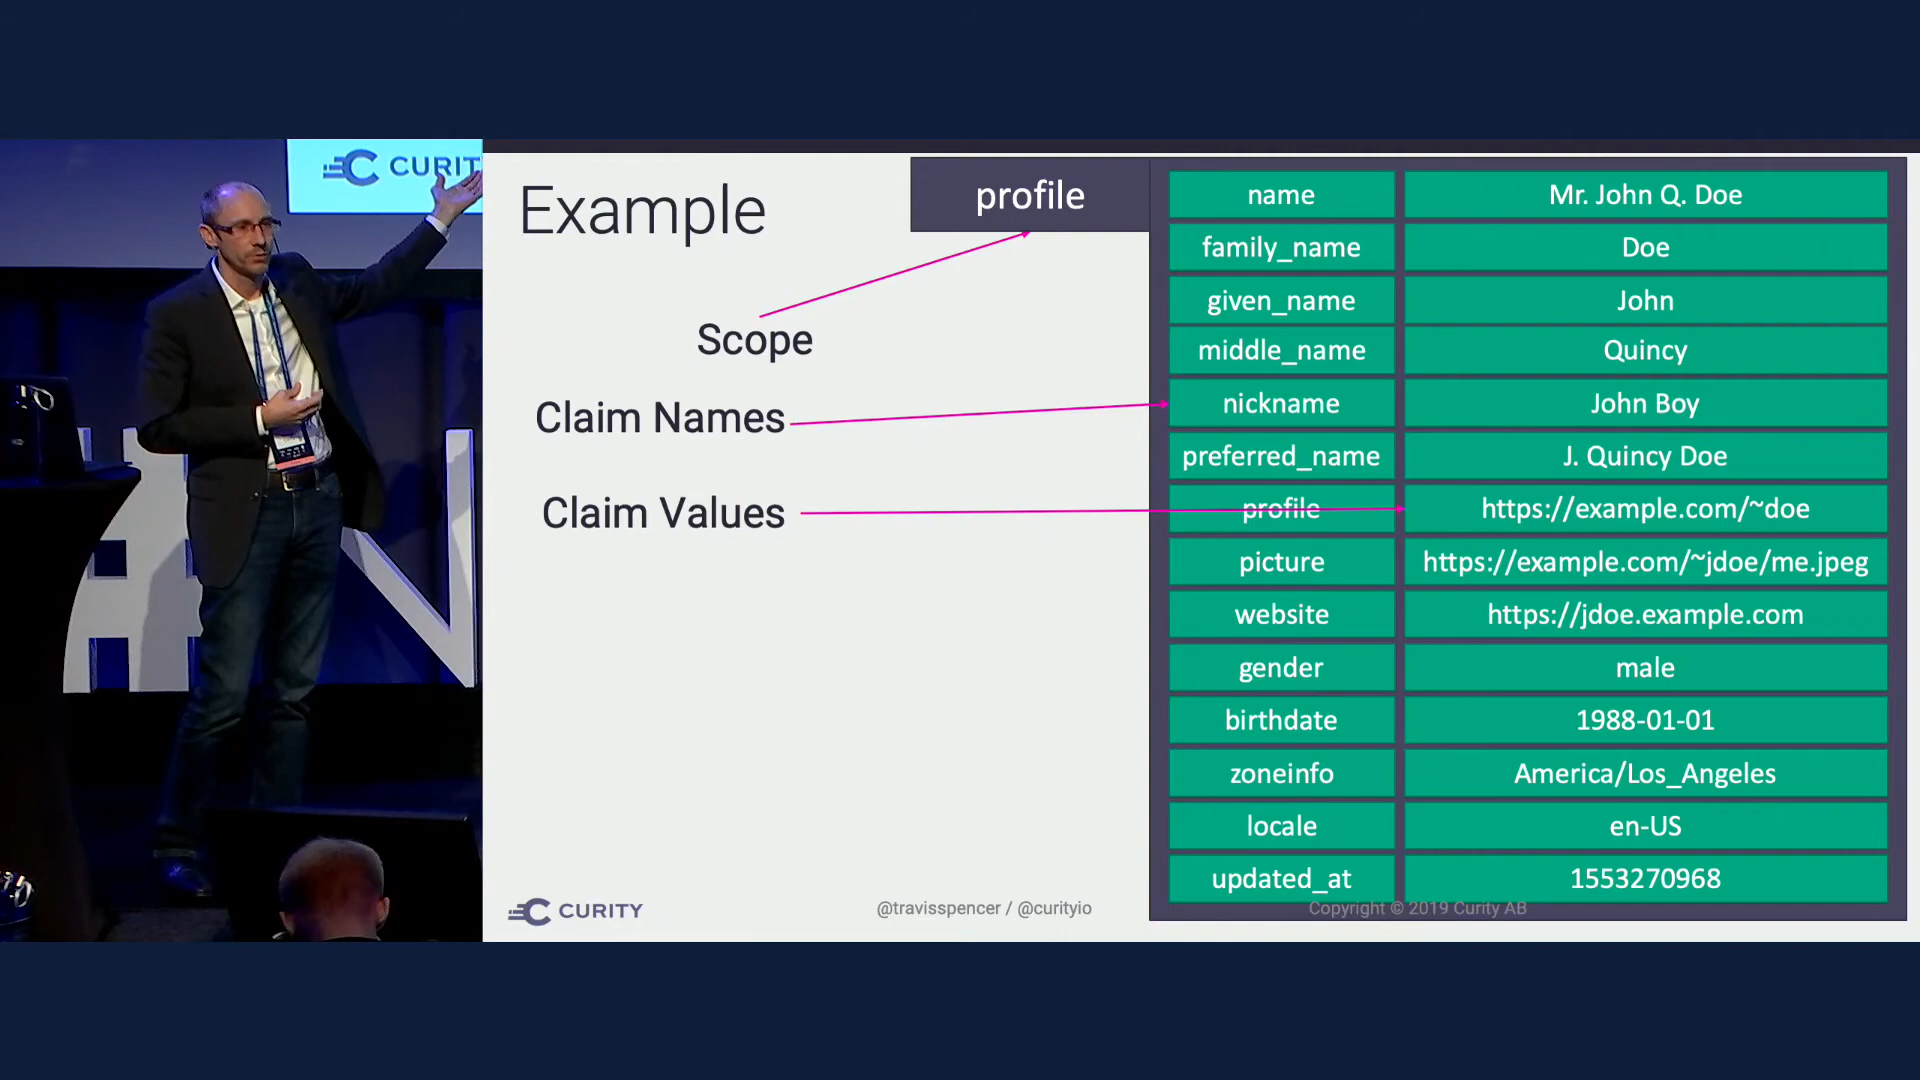 CURIT
Example
profile
Scope
Claim Names
Claim Values
name Mr. John Q. Doe
family_name Doe
given_name John
middle_name Quincy
nickname John Boy
preferred_name J. Quincy Doe
profile https://example.com/~doe
picture https://example.com/~jdoe/me.jpeg
website https://jdoe.example.com
gender male
birthdate 1988-01-01
zoneinfo America/Los_Angeles
locale en-US
updated_at 1553270968
CURITY
@travisspencer / @curityio
Copyright © 2019 Curity AB